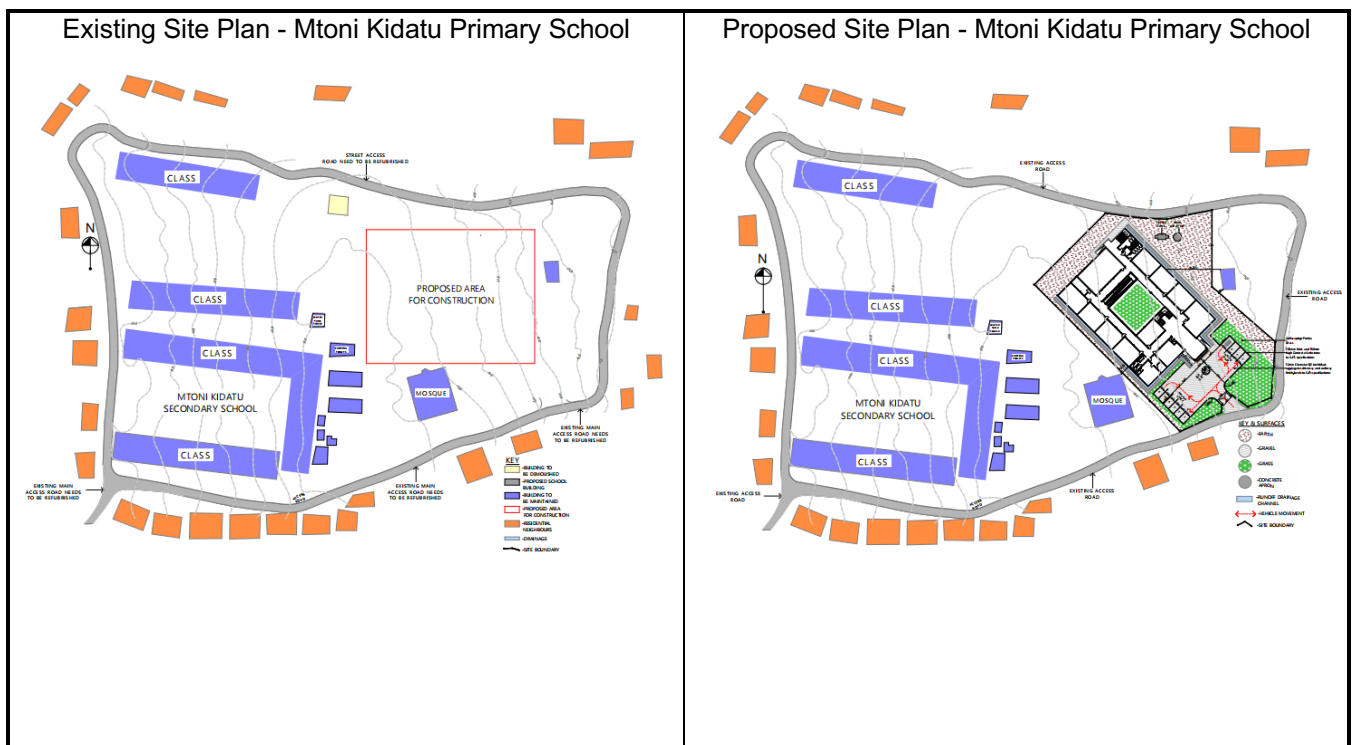 Existing Site Plan - Mtoni Kidatu Primary School
STREET ACCESS
ROAD NEED TO BE REFURBISHED
CLASS
N
PROPOSED AREA
FOR CONSTRUCTION
CLASS
CLASS
MTONI KIDATU
SECONDARY SCHOOL
MOSQUE
CLASS
EXISTING MAIN
ACCESS ROAD NEEDS
TO BE REFURBISHED
EXISTING MAIN
ACCESS ROAD NEEDS
TO BE REFURBISHED
EXISTING MAIN
ACCESS ROAD NEEDS
TO BE REFURBISHED
KEY
-BUILDING TO
BE DEMOLISHED
-PROPOSED SCHOOL
BUILDING
-BUILDING TO
BE MAINTAINED
-PROPOSED AREA
FOR CONSTRUCTION
-RESIDENTIAL
NEIGHBOURS
-DRAINAGE
-SITE BOUNDARY
Proposed Site Plan - Mtoni Kidatu Primary School
EXISTING ACCESS
ROAD
CLASS
N
EXISTING ACCESS
ROAD
CLASS
CLASS
MTONI KIDATU
SECONDARY SCHOOL
MOSQUE
CLASS
EXISTING ACCESS
ROAD
EXISTING ACCESS
ROAD
KEY & SURFACES
-EARTH
-GRAVEL
-GRASS
-CONCRETE
APRON
-RUNOFF DRAINAGE
CHANNEL
-VEHICLE MOVEMENT
-SITE BOUNDARY